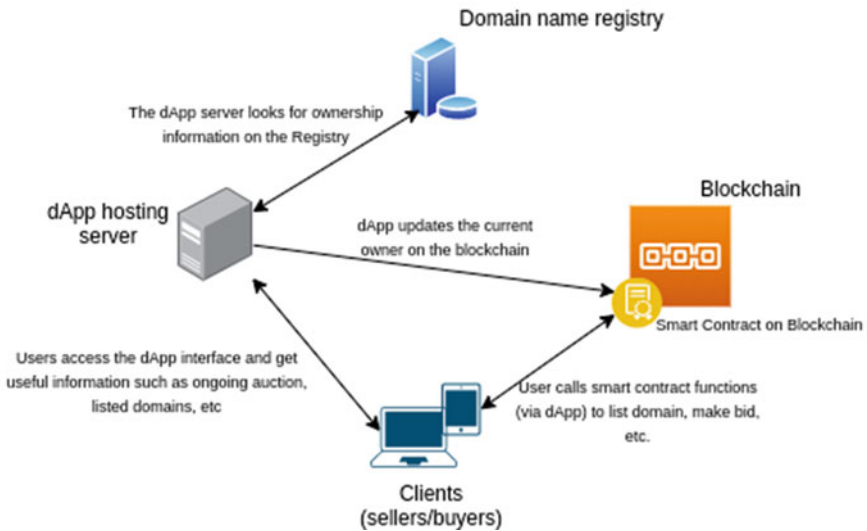 Domain name registry
The dApp server looks for ownership
information on the Registry
dApp hosting
server
Blockchain
dApp updates the current
owner on the blockchain
Smart Contract on Blockchain
Users access the dApp interface and get
useful information such as ongoing auction,
listed domains, etc
User calls smart contract functions
(via dApp) to list domain, make bid,
etc.
Clients
(sellers/buyers)